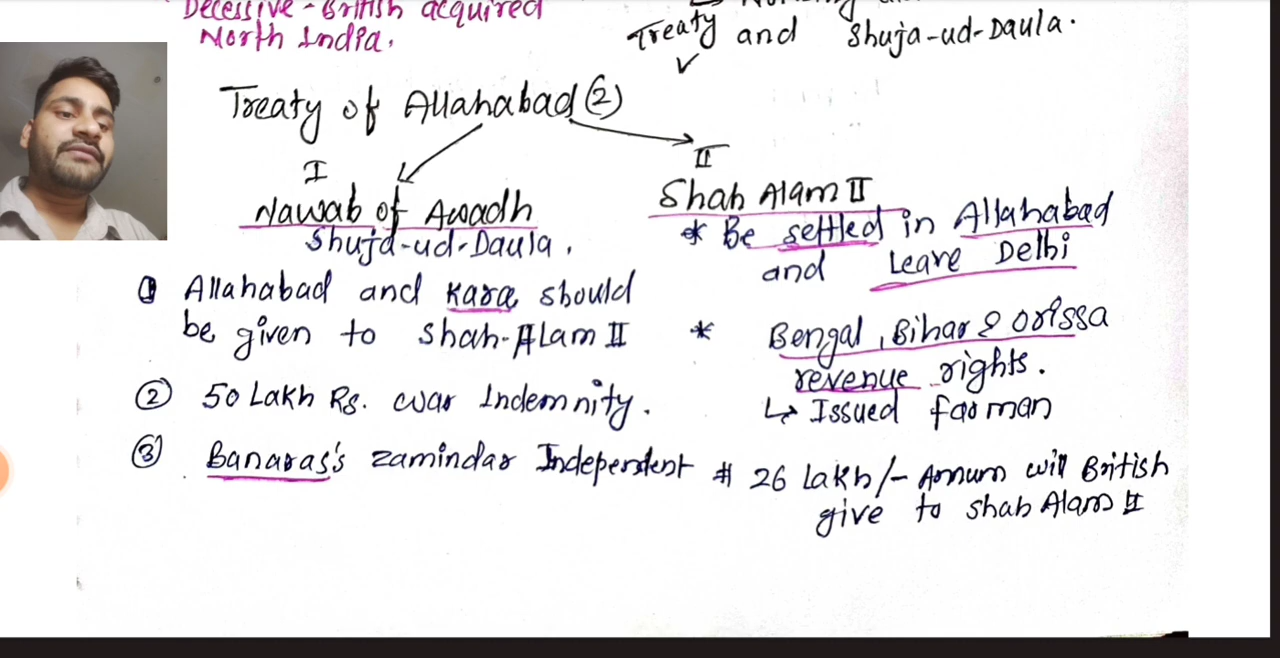 Decessive - British acquired
North India.
Treaty and Shuja-ud-Daula.
Treaty of Allahabad (2)
I
Nawab of Awadh
Shuja-ud-Daula.
① Allahabad and Kara should
be given to Shah-Alam II
② 50 Lakh Rs. war Indemnity.
③ Banaras's zamindar Independent
II
Shah Alam II
* Be settled in Allahabad
and Leave Delhi
* Bengal, Bihar & Orissa
revenue rights.
↳ Issued farman
# 26 Lakh/- Annum will British
give to Shah Alam II